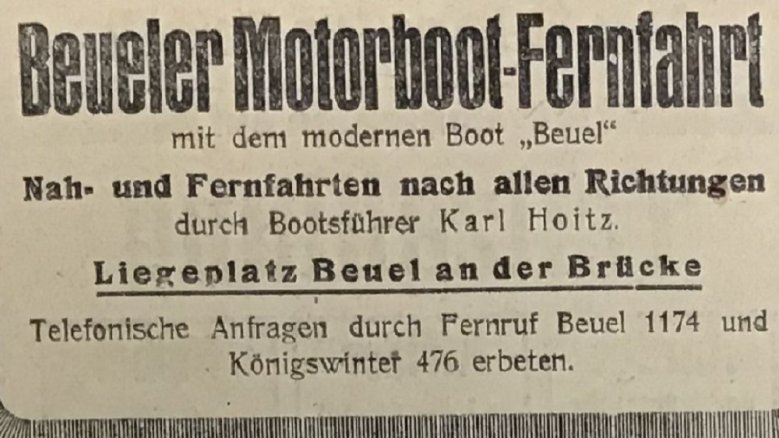 Beueler Motorboot-Fernfahrt
mit dem modernen Boot „Beuel“
Nah- und Fernfahrten nach allen Richtungen
durch Bootsführer Karl Hoitz.
Liegeplatz Beuel an der Brücke
Telefonische Anfragen durch Fernruf Beuel 1174 und
Königswinter 476 erbeten.